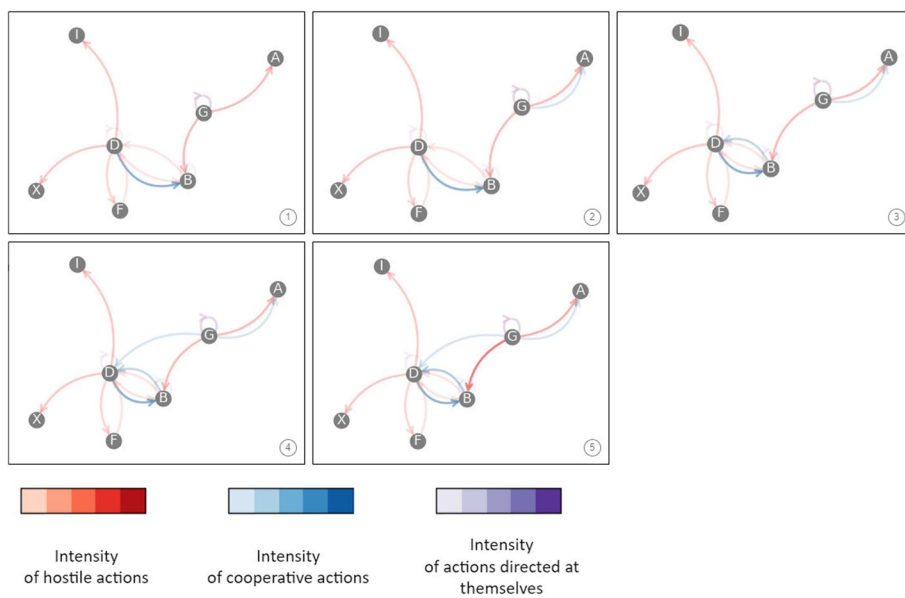 I
A
G
D
B
X
F
1
I
A
G
D
B
X
F
2
I
A
G
D
B
X
F
3
I
A
G
D
B
X
F
4
I
A
G
D
B
X
F
5
Intensity
of hostile actions
Intensity
of cooperative actions
Intensity
of actions directed at
themselves